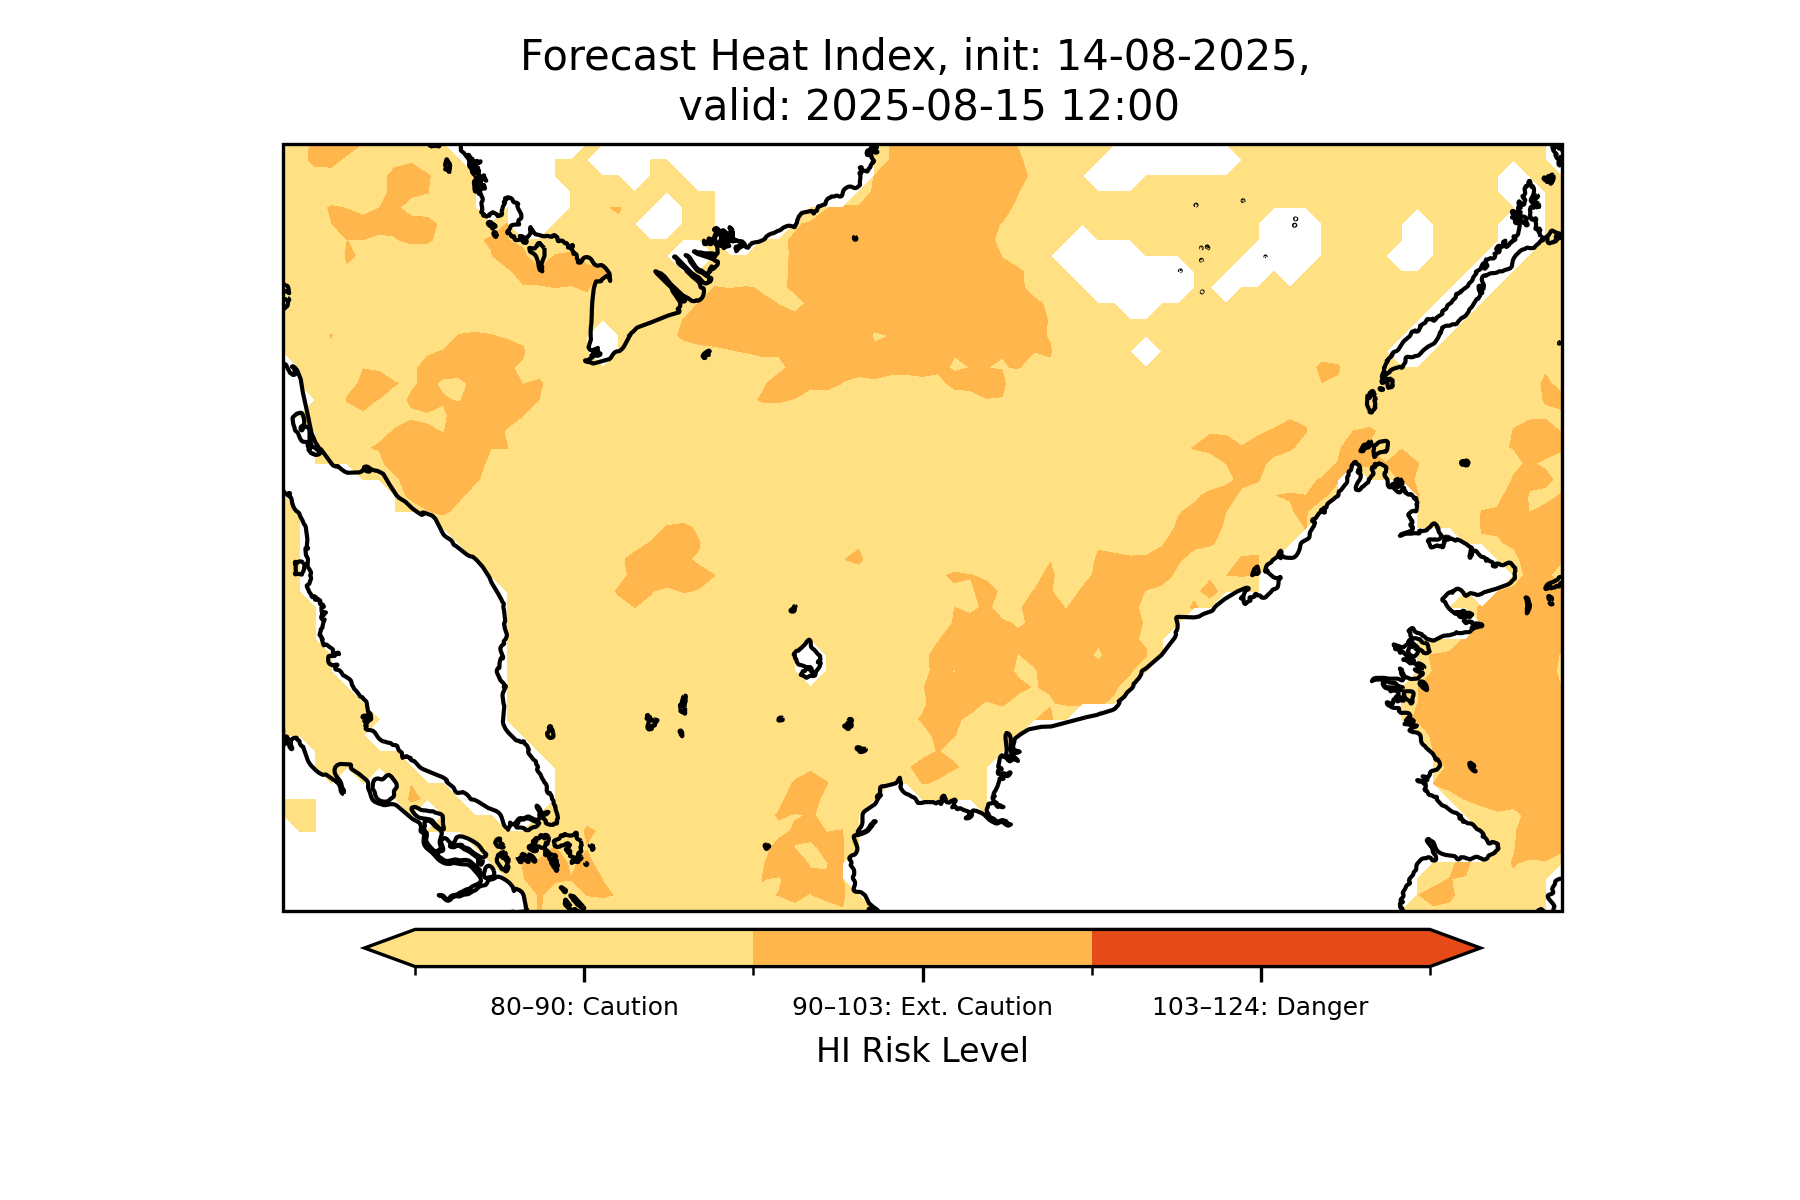 Forecast Heat Index, init: 14-08-2025,
valid: 2025-08-15 12:00
80–90: Caution
90–103: Ext. Caution
103–124: Danger
HI Risk Level